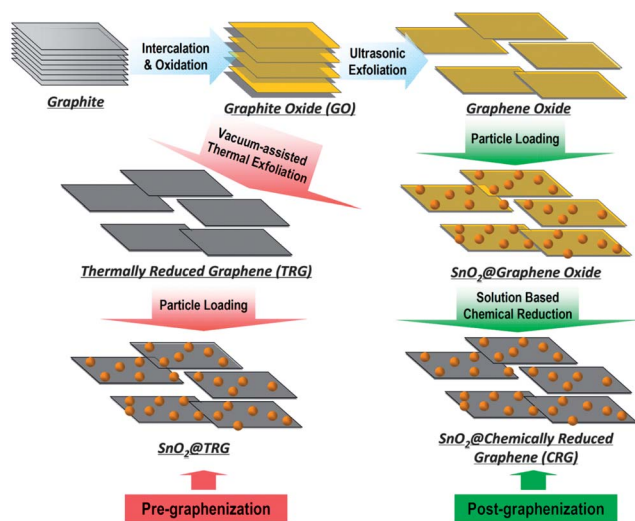 Intercalation
& Oxidation
Ultrasonic
Exfoliation
Graphite
Graphite Oxide (GO)
Graphene Oxide
Vacuum-assisted
Thermal Exfoliation
Particle Loading
Thermally Reduced Graphene (TRG)
SnO₂@Graphene Oxide
Particle Loading
Solution Based
Chemical Reduction
SnO₂@TRG
SnO₂@Chemically Reduced
Graphene (CRG)
Pre-graphenization
Post-graphenization